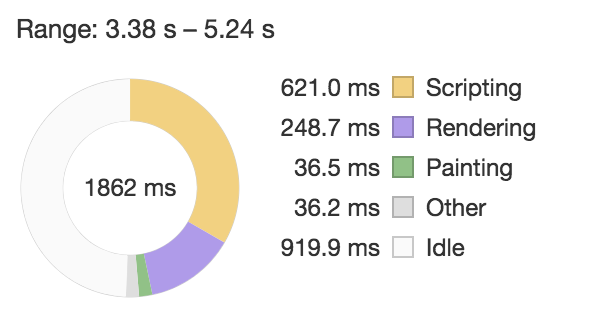 Range: 3.38 s – 5.24 s
1862 ms
621.0 ms Scripting
248.7 ms Rendering
36.5 ms Painting
36.2 ms Other
919.9 ms Idle